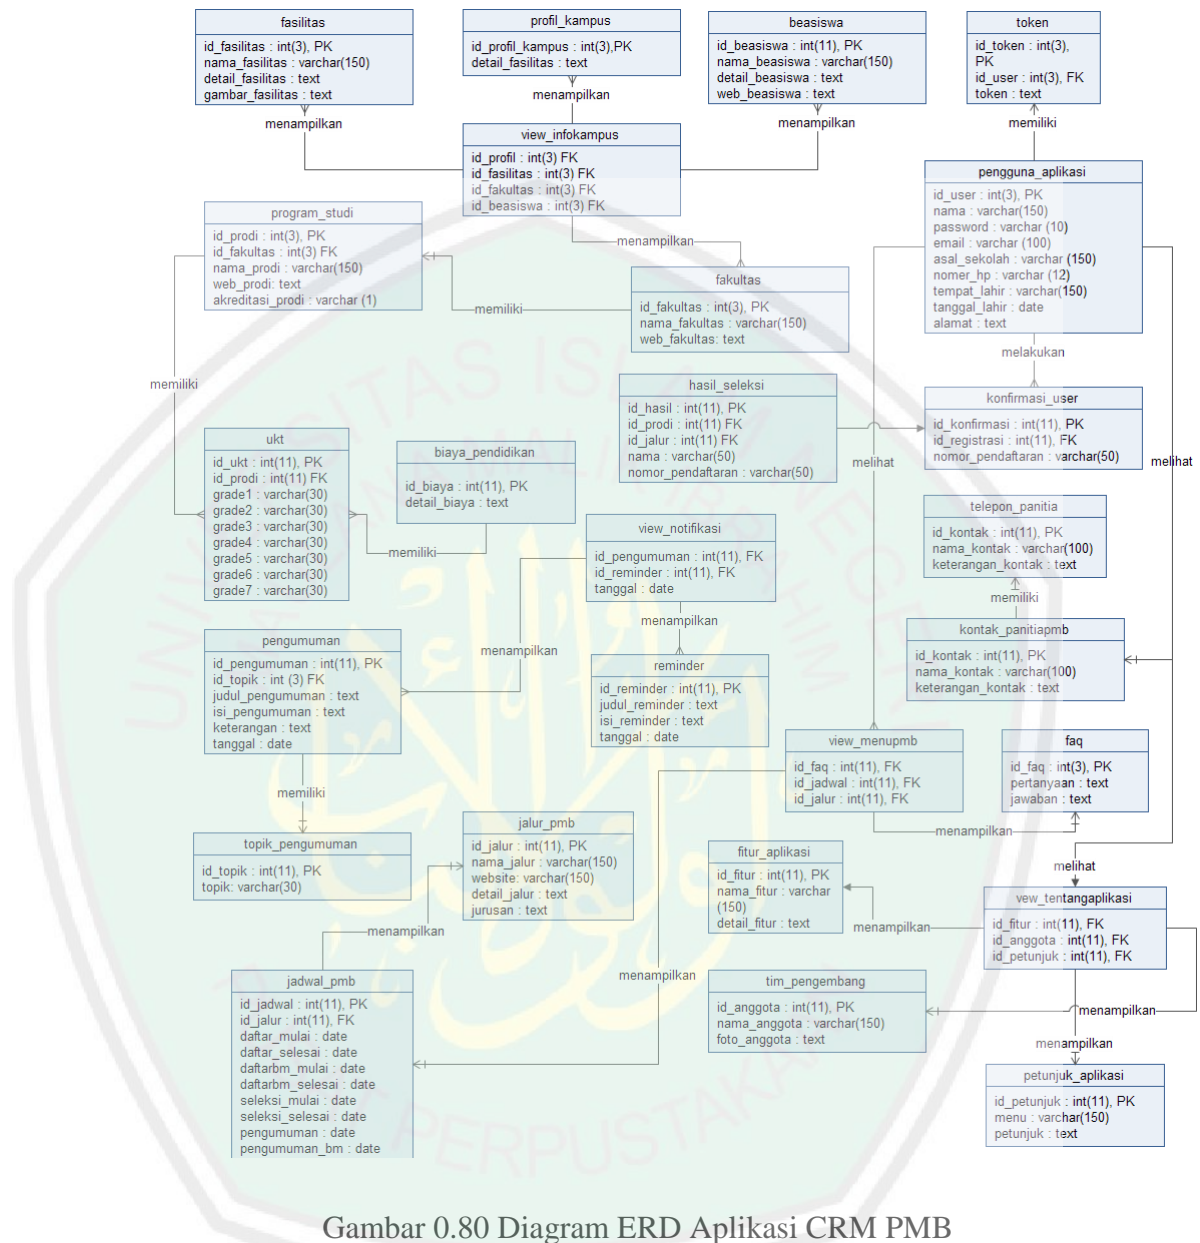 fasilitas
id_fasilitas : int(3), PK
nama_fasilitas : varchar(150)
detail_fasilitas : text
gambar_fasilitas : text
profil_kampus
id_profil_kampus : int(3),PK
detail_fasilitas : text
beasiswa
id_beasiswa : int(11), PK
nama_beasiswa : varchar(150)
detail_beasiswa : text
web_beasiswa : text
token
id_token : int(3),
PK
id_user : int(3), FK
token : text
menampilkan
menampilkan
menampilkan
memiliki
view_infokampus
id_profil : int(3) FK
id_fasilitas : int(3) FK
id_fakultas : int(3) FK
id_beasiswa : int(3) FK
pengguna_aplikasi
id_user : int(3), PK
nama : varchar(150)
password : varchar (10)
email : varchar (100)
asal_sekolah : varchar (150)
nomer_hp : varchar (12)
tempat_lahir : varchar(150)
tanggal_lahir : date
alamat : text
program_studi
id_prodi : int(3), PK
id_fakultas : int(3) FK
nama_prodi : varchar(150)
web_prodi: text
akreditasi_prodi : varchar (1)
menampilkan
fakultas
id_fakultas : int(3), PK
nama_fakultas : varchar(150)
web_fakultas: text
memiliki
melakukan
memiliki
hasil_seleksi
id_hasil : int(11), PK
id_prodi : int(11) FK
id_jalur : int(11) FK
nama : varchar(50)
nomor_pendaftaran : varchar(50)
konfirmasi_user
id_konfirmasi : int(11), PK
id_registrasi : int(11), FK
nomor_pendaftaran : varchar(50)
melihat
melihat
ukt
id_ukt : int(11), PK
id_prodi : int(11) FK
grade1 : varchar(30)
grade2 : varchar(30)
grade3 : varchar(30)
grade4 : varchar(30)
grade5 : varchar(30)
grade6 : varchar(30)
grade7 : varchar(30)
biaya_pendidikan
id_biaya : int(11), PK
detail_biaya : text
memiliki
view_notifikasi
id_pengumuman : int(11), FK
id_reminder : int(11), FK
tanggal : date
telepon_panitia
id_kontak : int(11), PK
nama_kontak : varchar(100)
keterangan_kontak : text
memiliki
menampilkan
menampilkan
kontak_panitiapmb
id_kontak : int(11), PK
nama_kontak : varchar(100)
keterangan_kontak : text
pengumuman
id_pengumuman : int(11), PK
id_topik : int (3) FK
judul_pengumuman : text
isi_pengumuman : text
keterangan : text
tanggal : date
reminder
id_reminder : int(11), PK
judul_reminder : text
isi_reminder : text
tanggal : date
view_menupmb
id_faq : int(11), FK
id_jadwal : int(11), FK
id_jalur : int(11), FK
faq
id_faq : int(3), PK
pertanyaan : text
jawaban : text
memiliki
menampilkan
topik_pengumuman
id_topik : int(11), PK
topik: varchar(30)
jalur_pmb
id_jalur : int(11), PK
nama_jalur : varchar(150)
website: varchar(150)
detail_jalur : text
jurusan : text
fitur_aplikasi
id_fitur : int(11), PK
nama_fitur : varchar
(150)
detail_fitur : text
melihat
vew_tentangaplikasi
id_fitur : int(11), FK
id_anggota : int(11), FK
id_petunjuk : int(11), FK
menampilkan
menampilkan
menampilkan
jadwal_pmb
id_jadwal : int(11), PK
id_jalur : int(11), FK
daftar_mulai : date
daftar_selesai : date
daftarbm_mulai : date
daftarbm_selesai : date
seleksi_mulai : date
seleksi_selesai : date
pengumuman : date
pengumuman_bm : date
tim_pengembang
id_anggota : int(11), PK
nama_anggota : varchar(150)
foto_anggota : text
menampilkan
menampilkan
petunjuk_aplikasi
id_petunjuk : int(11), PK
menu : varchar(150)
petunjuk : text
UNIVERSITAS ISLAM NEGERI
MAULANA MALIK IBRAHIM
PERPUSTAKAAN
Gambar 0.80 Diagram ERD Aplikasi CRM PMB